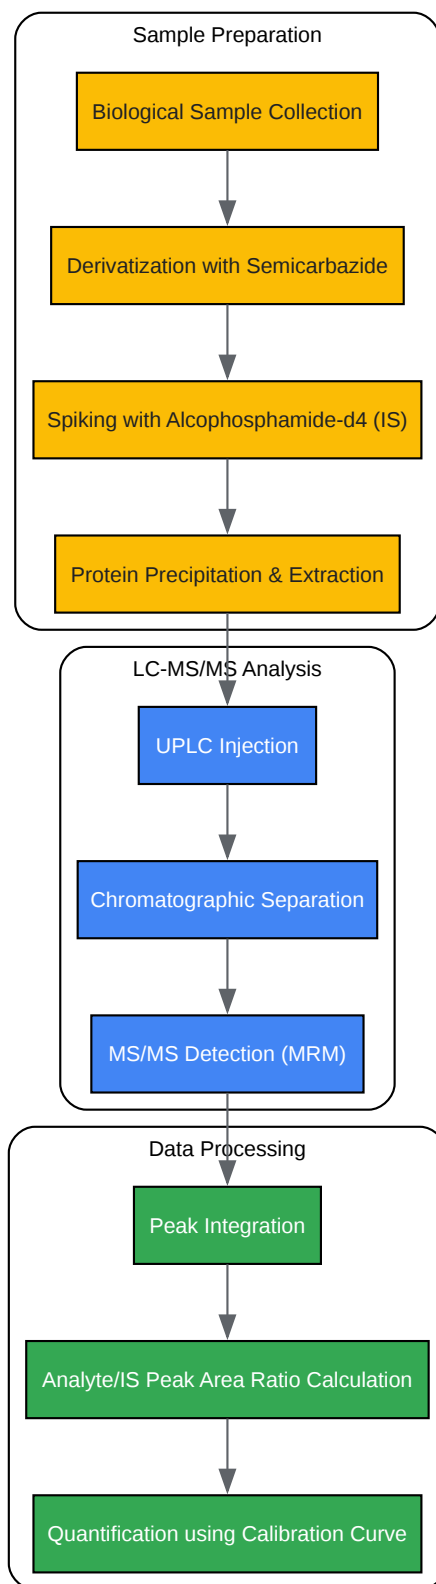 Sample Preparation
Biological Sample Collection
Derivatization with Semicarbazide
Spiking with Alcophosphamide-d4 (IS)
Protein Precipitation & Extraction
LC-MS/MS Analysis
UPLC Injection
Chromatographic Separation
MS/MS Detection (MRM)
Data Processing
Peak Integration
Analyte/IS Peak Area Ratio Calculation
Quantification using Calibration Curve